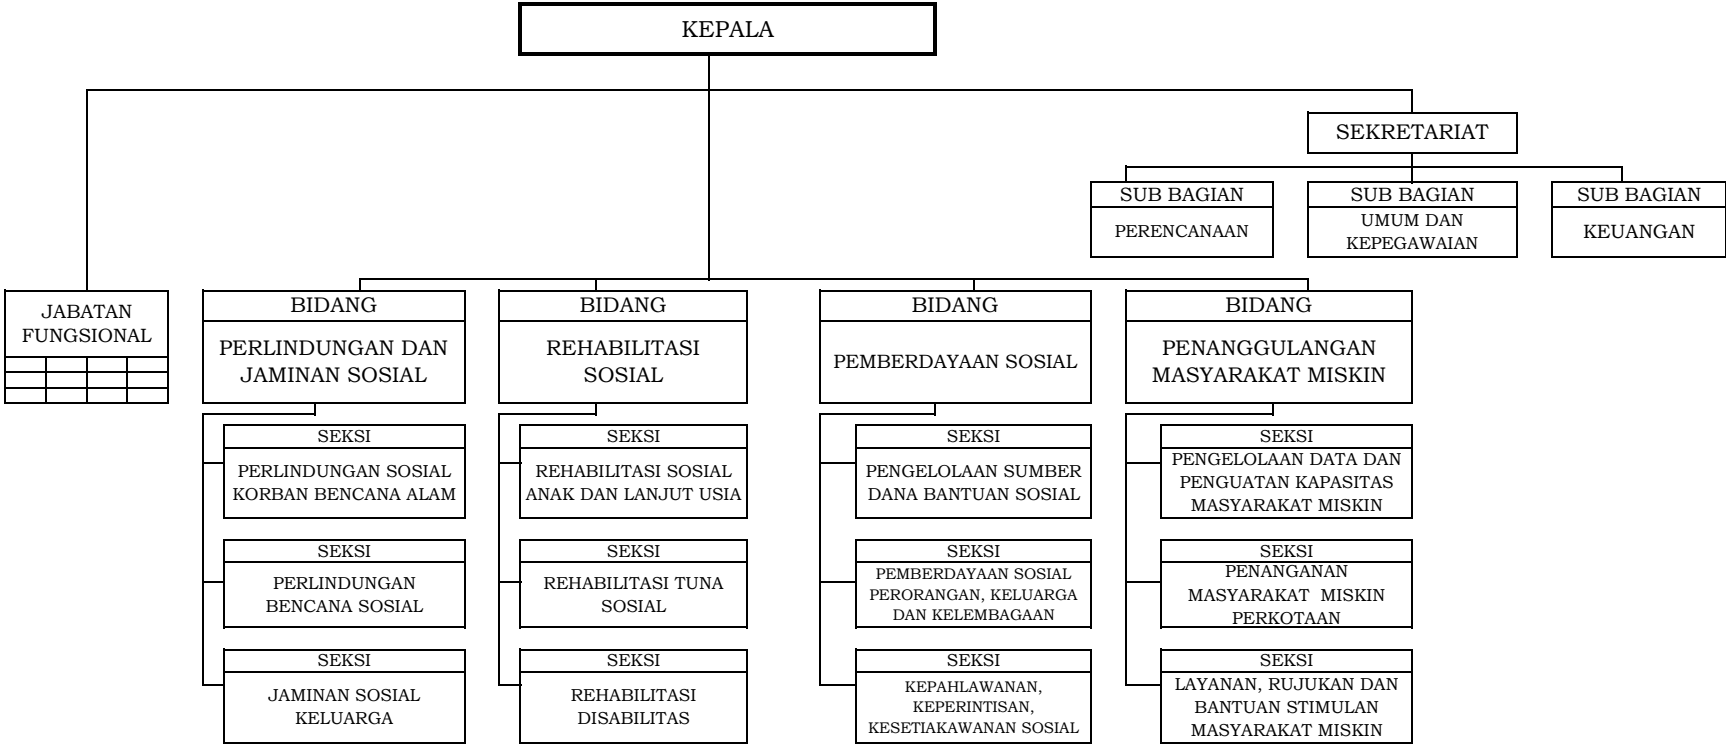 KEPALA
SEKRETARIAT
SUB BAGIAN
PERENCANAAN
SUB BAGIAN
UMUM DAN
KEPEGAWAIAN
SUB BAGIAN
KEUANGAN
JABATAN
FUNGSIONAL
BIDANG
PERLINDUNGAN DAN
JAMINAN SOSIAL
SEKSI
PERLINDUNGAN SOSIAL
KORBAN BENCANA ALAM
SEKSI
PERLINDUNGAN
BENCANA SOSIAL
SEKSI
JAMINAN SOSIAL
KELUARGA
BIDANG
REHABILITASI
SOSIAL
SEKSI
REHABILITASI SOSIAL
ANAK DAN LANJUT USIA
SEKSI
REHABILITASI TUNA
SOSIAL
SEKSI
REHABILITASI
DISABILITAS
BIDANG
PEMBERDAYAAN SOSIAL
SEKSI
PENGELOLAAN SUMBER
DANA BANTUAN SOSIAL
SEKSI
PEMBERDAYAAN SOSIAL
PERORANGAN, KELUARGA
DAN KELEMBAGAAN
SEKSI
KEPAHLAWANAN,
KEPERINTISAN,
KESETIAKAWANAN SOSIAL
BIDANG
PENANGGULANGAN
MASYARAKAT MISKIN
SEKSI
PENGELOLAAN DATA DAN
PENGUATAN KAPASITAS
MASYARAKAT MISKIN
SEKSI
PENANGANAN
MASYARAKAT  MISKIN
PERKOTAAN
SEKSI
LAYANAN, RUJUKAN DAN
BANTUAN STIMULAN
MASYARAKAT MISKIN